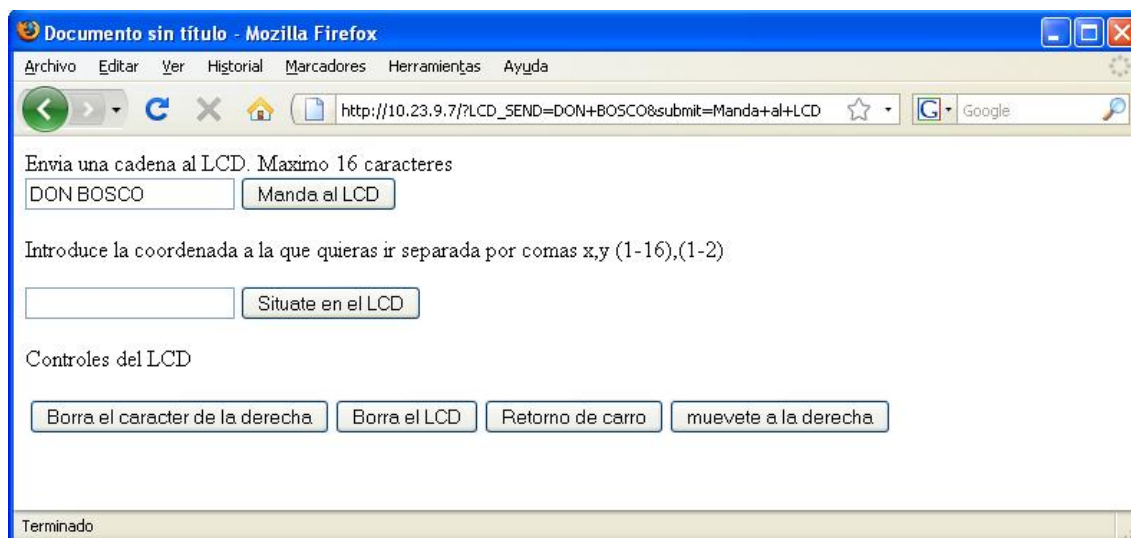 Documento sin título - Mozilla Firefox
Archivo Editar Ver Historial Marcadores Herramientas Ayuda
http://10.23.9.7/?LCD_SEND=DON+BOSCO&submit=Manda+al+LCD G Google
Envia una cadena al LCD. Maximo 16 caracteres
DON BOSCO Manda al LCD
Introduce la coordenada a la que quieras ir separada por comas x,y (1-16),(1-2)
Situate en el LCD
Controles del LCD
Borra el caracter de la derecha Borra el LCD Retorno de carro muevete a la derecha
Terminado